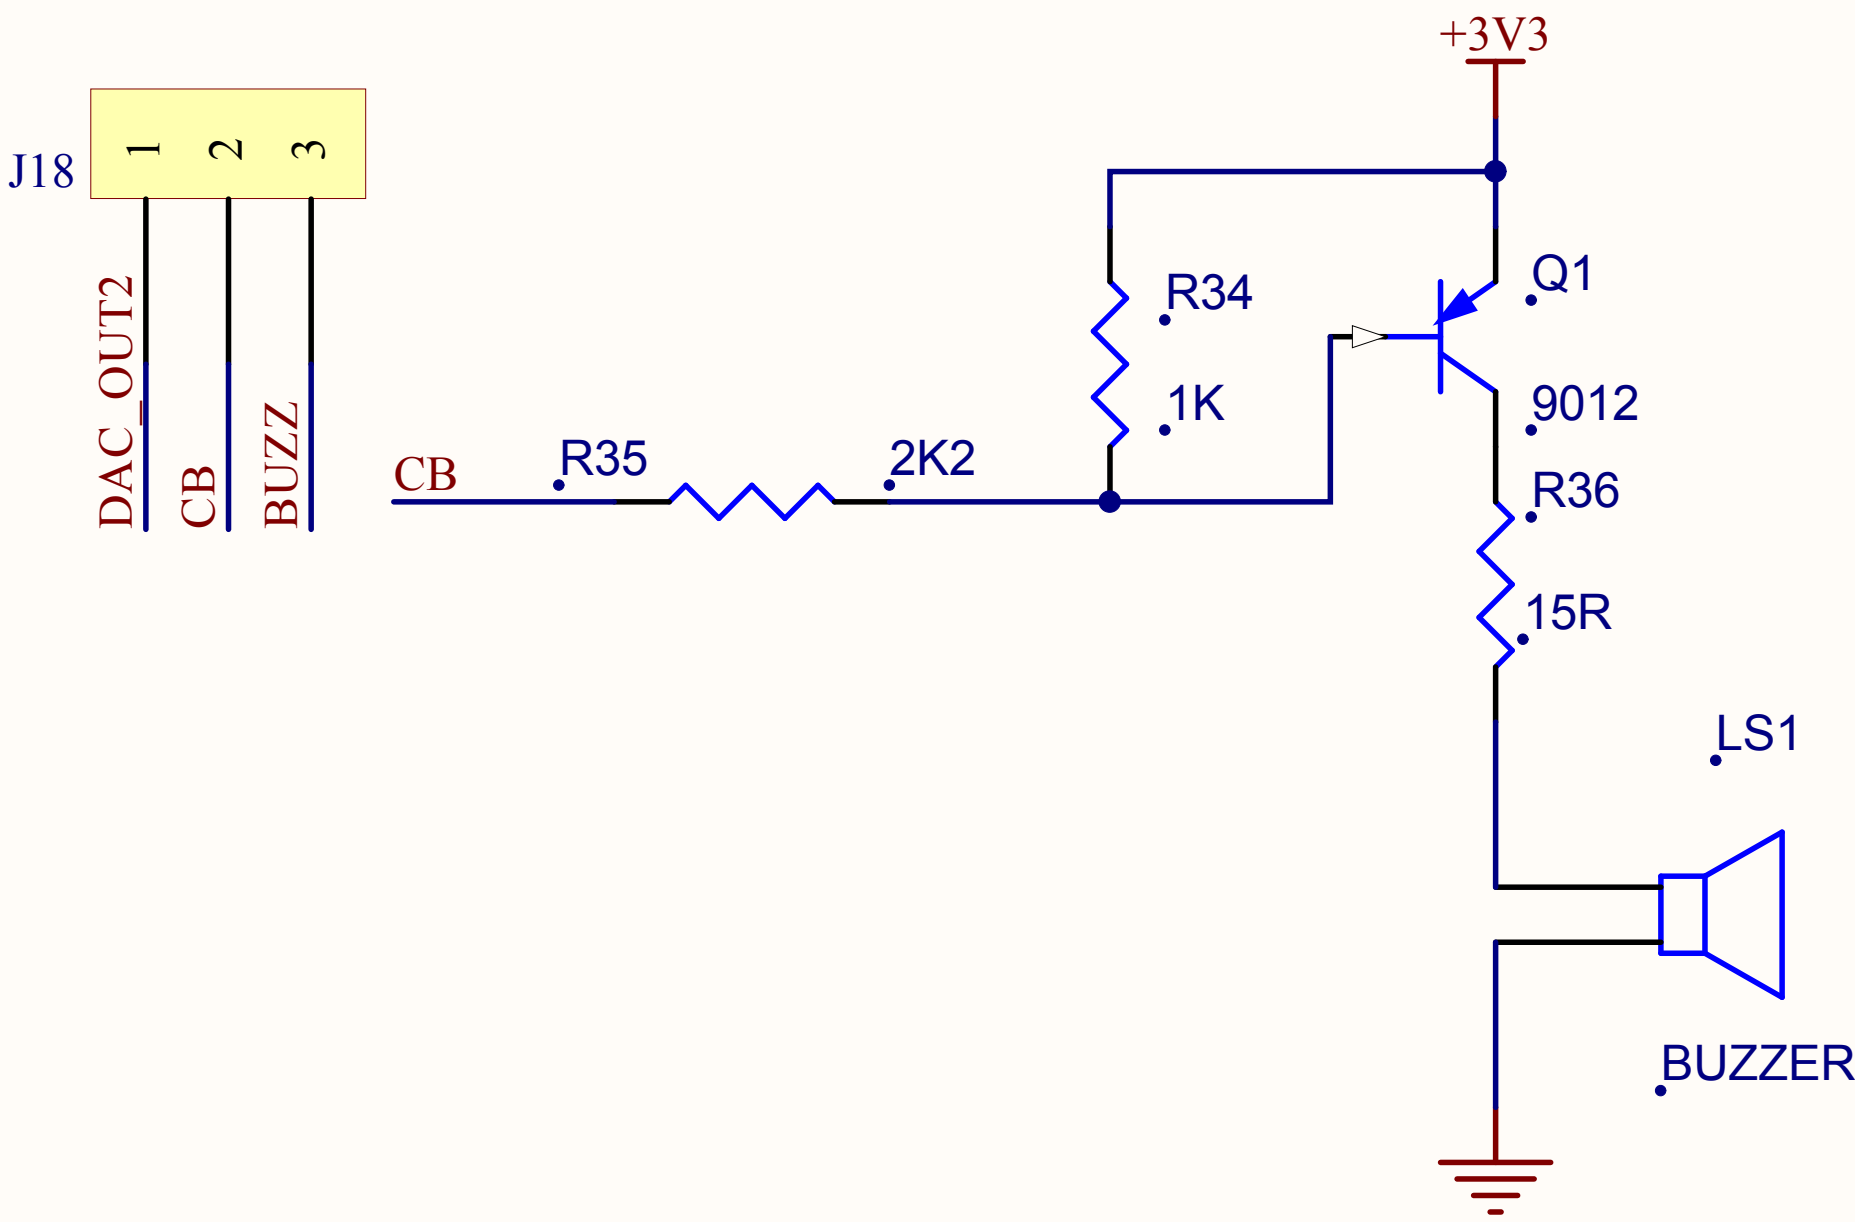 +3V3
J18
1
2
3
DAC_OUT2
CB
BUZZ
CB
R35
2K2
R34
1K
Q1
9012
R36
15R
LS1
BUZZER